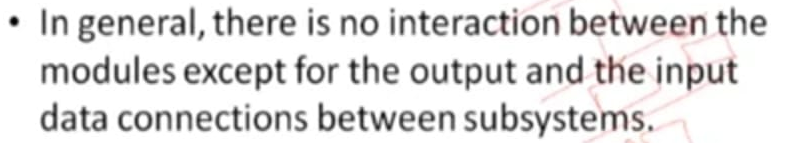 • In general, there is no interaction between the
modules except for the output and the input
data connections between subsystems.